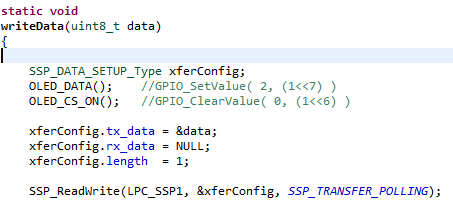 static void
writeData(uint8_t data)
{
SSP_DATA_SETUP_Type xferConfig;
OLED_DATA();    //GPIO_SetValue( 2, (1<<7) )
OLED_CS_ON();   //GPIO_ClearValue( 0, (1<<6) )
xferConfig.tx_data = &data;
xferConfig.rx_data = NULL;
xferConfig.length  = 1;
SSP_ReadWrite(LPC_SSP1, &xferConfig, SSP_TRANSFER_POLLING);